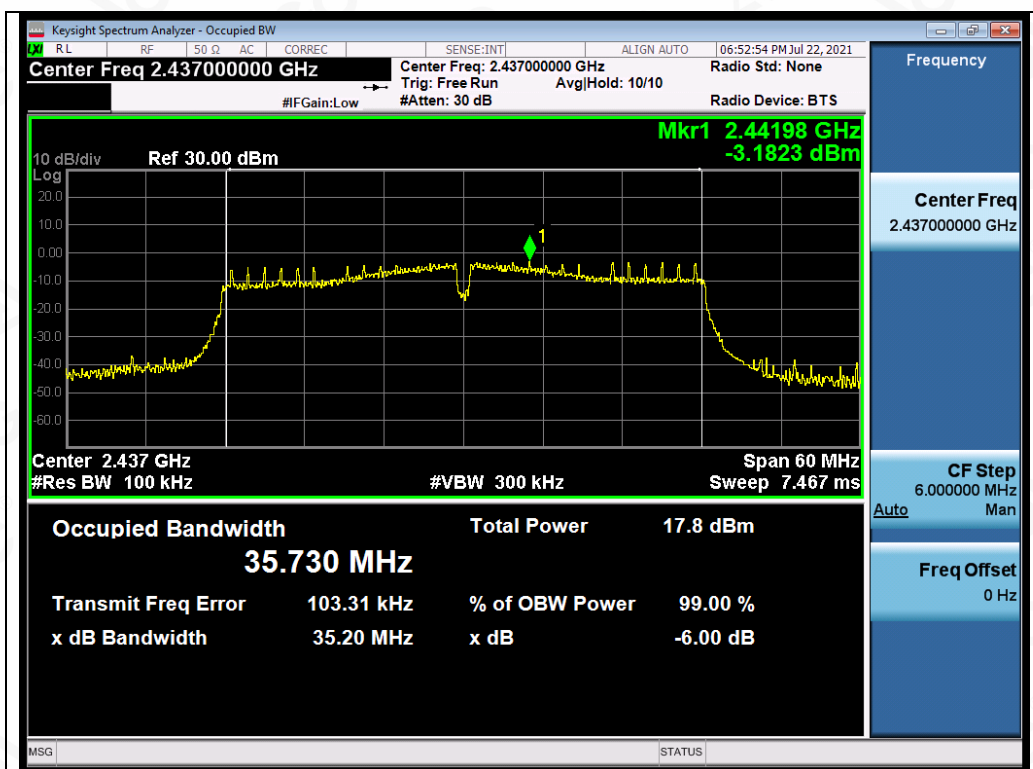 Keysight Spectrum Analyzer - Occupied BW
LXI RL RF 50 Ω AC CORREC SENSE:INT ALIGN AUTO 06:52:54 PM Jul 22, 2021
Center Freq 2.437000000 GHz
Center Freq: 2.437000000 GHz
Radio Std: None
Trig: Free Run Avg|Hold: 10/10
#IFGain:Low #Atten: 30 dB Radio Device: BTS
Frequency
Mkr1 2.44198 GHz
-3.1823 dBm
10 dB/div Ref 30.00 dBm
Log
20.0
10.0
0.00
-10.0
-20.0
-30.0
-40.0
-50.0
-60.0
1
Center 2.437 GHz Span 60 MHz
#Res BW 100 kHz #VBW 300 kHz Sweep 7.467 ms
Occupied Bandwidth Total Power 17.8 dBm
35.730 MHz
Transmit Freq Error 103.31 kHz % of OBW Power 99.00 %
x dB Bandwidth 35.20 MHz x dB -6.00 dB
Center Freq
2.437000000 GHz
CF Step
6.000000 MHz
Auto Man
Freq Offset
0 Hz
MSG STATUS